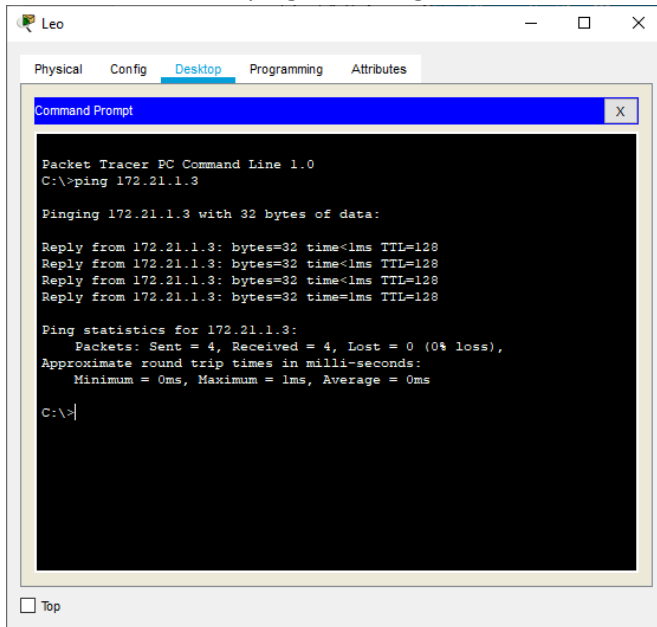 Leo
Physical Config Desktop Programming Attributes
Command Prompt X
Packet Tracer PC Command Line 1.0
C:\>ping 172.21.1.3
Pinging 172.21.1.3 with 32 bytes of data:
Reply from 172.21.1.3: bytes=32 time<1ms TTL=128
Reply from 172.21.1.3: bytes=32 time<1ms TTL=128
Reply from 172.21.1.3: bytes=32 time<1ms TTL=128
Reply from 172.21.1.3: bytes=32 time=1ms TTL=128
Ping statistics for 172.21.1.3:
Packets: Sent = 4, Received = 4, Lost = 0 (0% loss),
Approximate round trip times in milli-seconds:
Minimum = 0ms, Maximum = 1ms, Average = 0ms
C:\>
Top